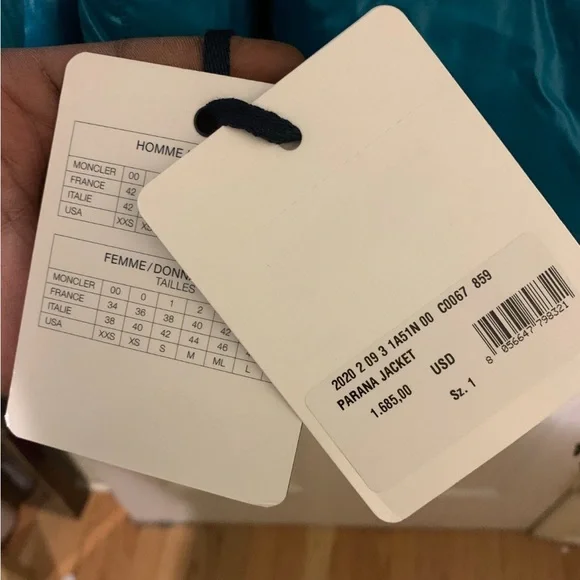 HOMME/
MONCLER 00
FRANCE 42
ITALIE 42
USA XXS XS
FEMME/DONNA
TAILLES
MONCLER 00 0 1 2
FRANCE 34 36 38 40 42
ITALIE 38 40 42 44 46
USA XXS XS S M ML L
2020 2 09 3 1A51N 00 C0067 859
PARANA JACKET
1.685,00 USD
Sz. 1
8 056647 798321